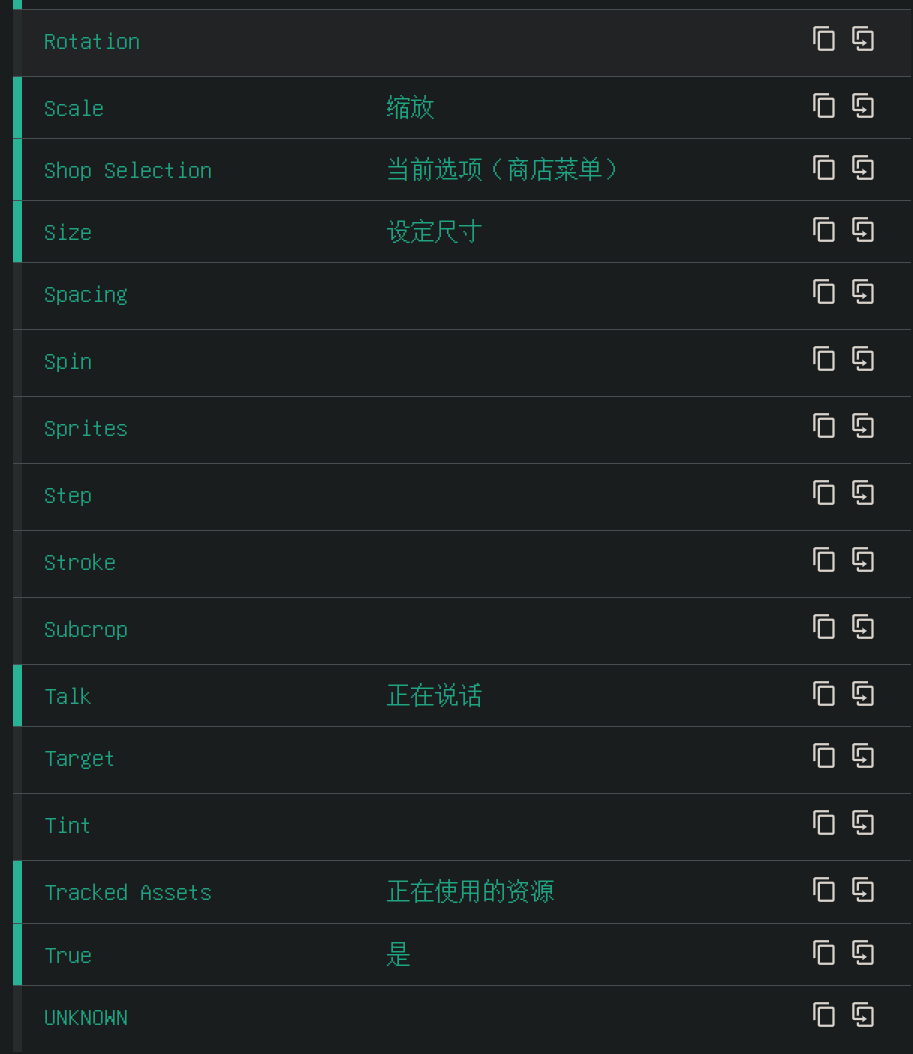 Rotation
Scale 缩放
Shop Selection 当前选项（商店菜单）
Size 设定尺寸
Spacing
Spin
Sprites
Step
Stroke
Subcrop
Talk 正在说话
Target
Tint
Tracked Assets 正在使用的资源
True 是
UNKNOWN